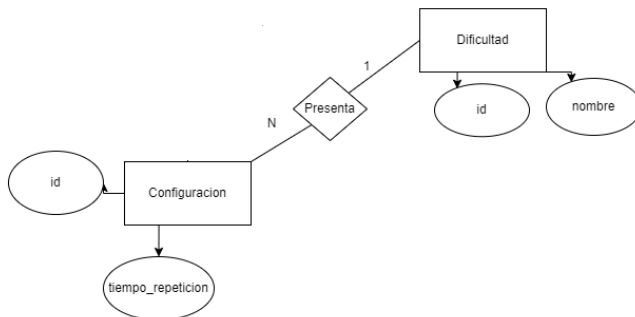 Dificultad
1
Presenta
id
nombre
N
id
Configuracion
tiempo_repeticion